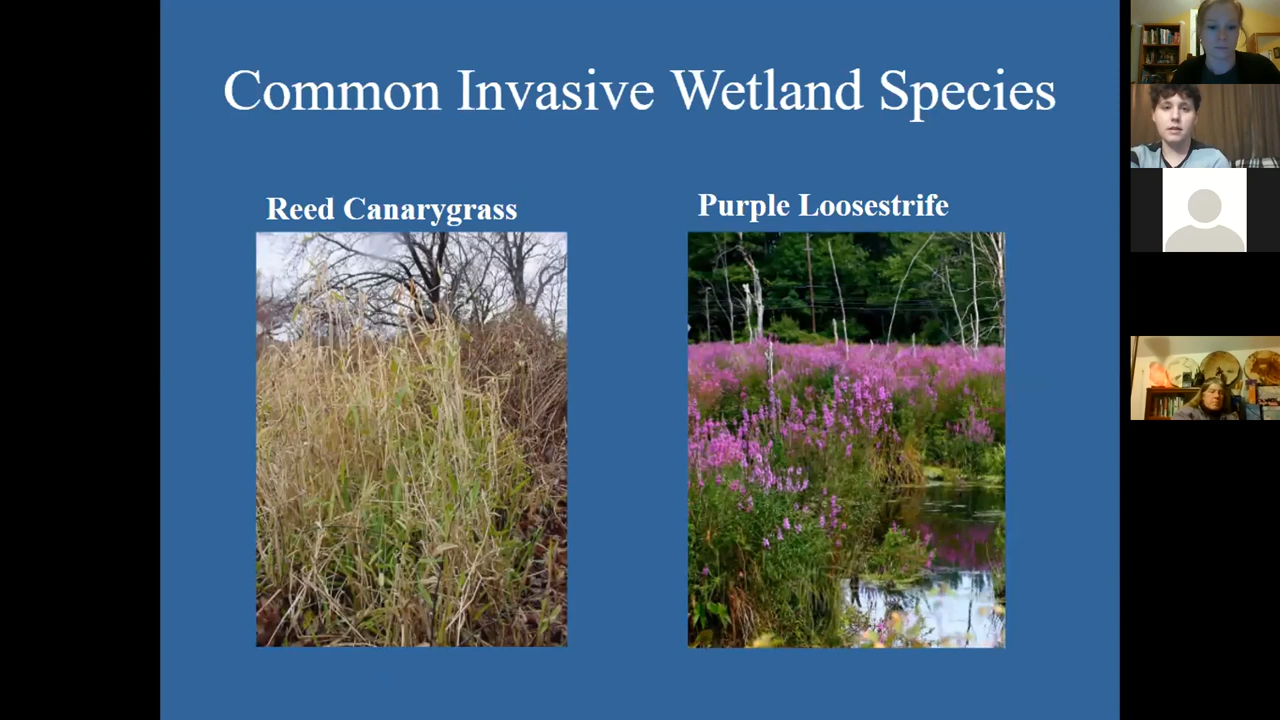 Common Invasive Wetland Species
Reed Canarygrass
Purple Loosestrife